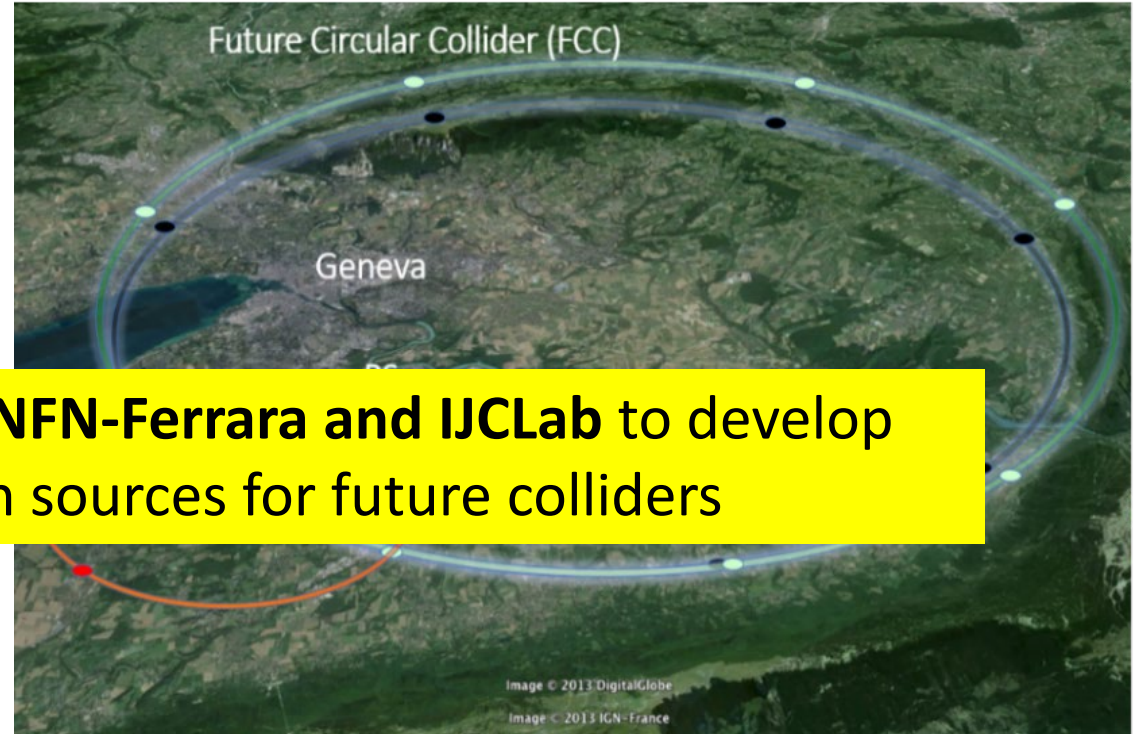 Future Circular Collider (FCC)
Geneva
NFN-Ferrara and IJCLab to develop
sources for future colliders
Image © 2013 DigitalGlobe
Image © 2013 IGN-France